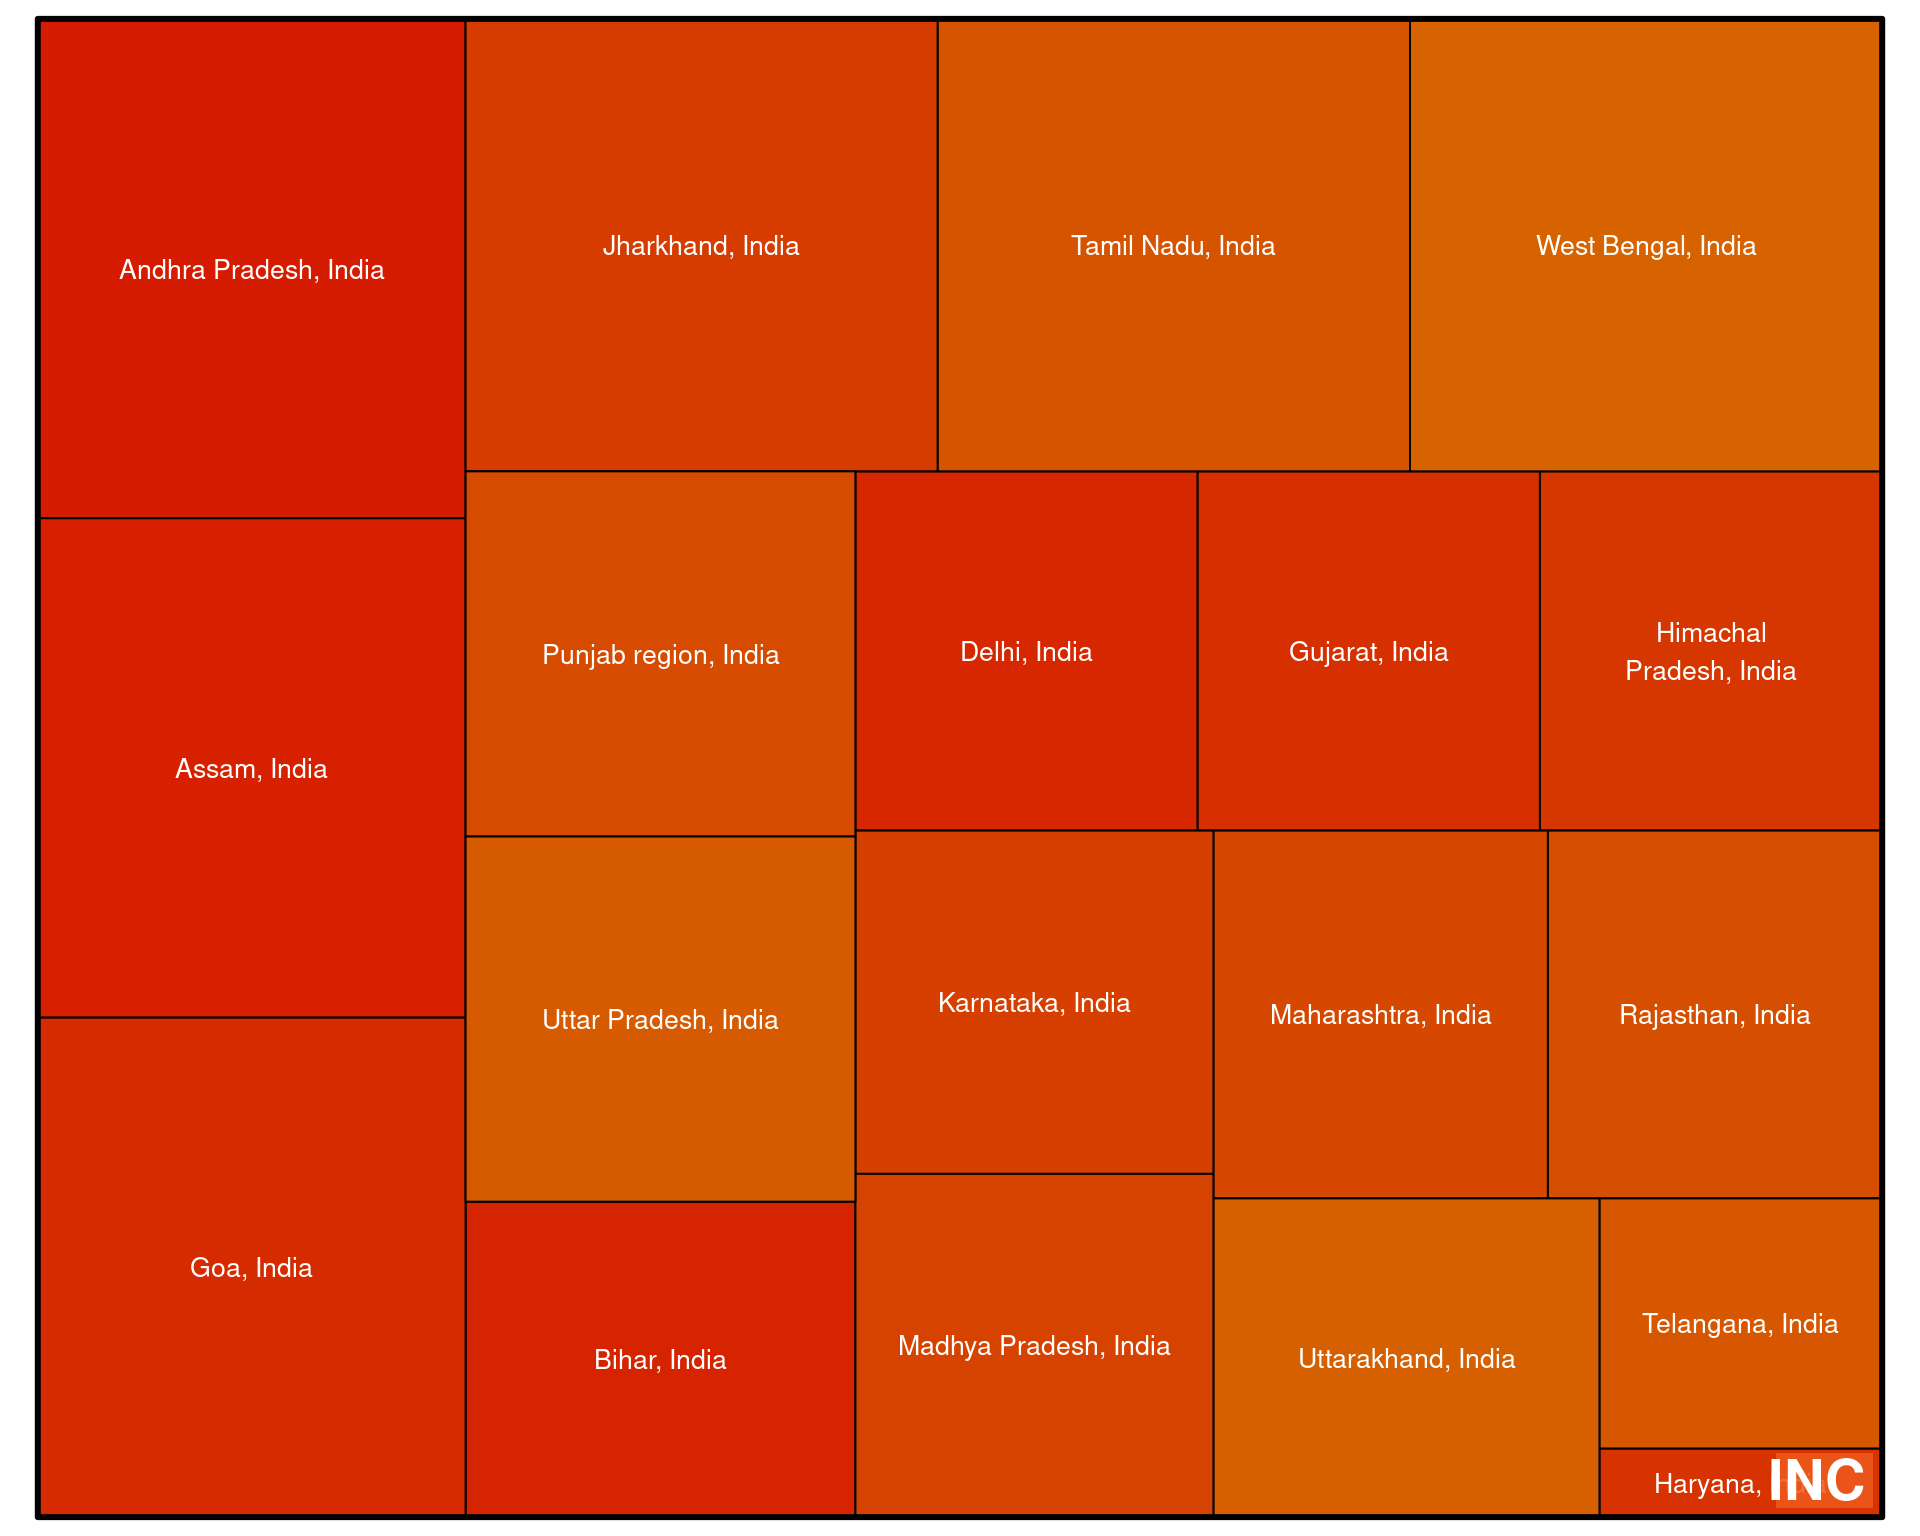 Andhra Pradesh, India
Jharkhand, India
Tamil Nadu, India
West Bengal, India
Assam, India
Punjab region, India
Delhi, India
Gujarat, India
Himachal
Pradesh, India
Uttar Pradesh, India
Karnataka, India
Maharashtra, India
Rajasthan, India
Goa, India
Bihar, India
Madhya Pradesh, India
Uttarakhand, India
Telangana, India
Haryana,
INC